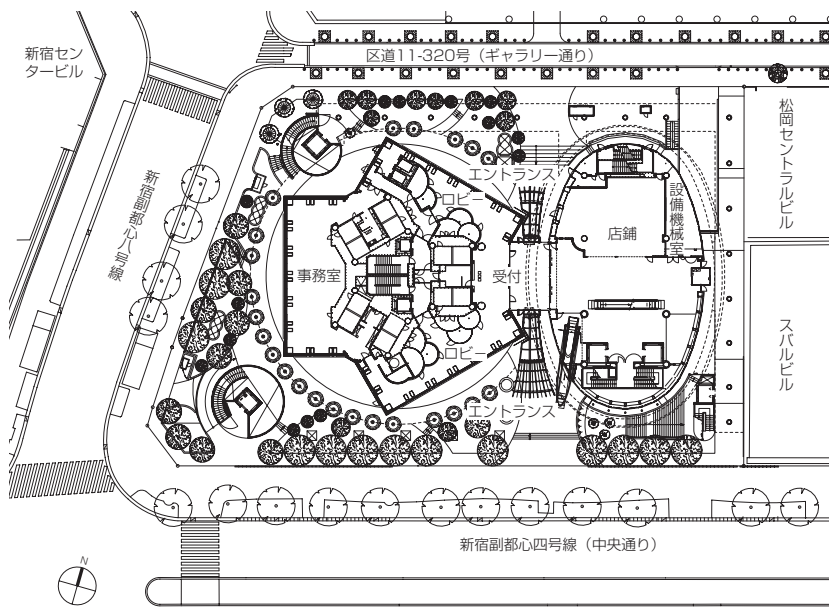 新宿セン
タービル
区道11-320号（ギャラリー通り）
松岡セントラルビル
新宿副都心八号線
エントランス
ロビー
設備機械室
店舗
事務室
受付
ロビー
エントランス
スバルビル
新宿副都心四号線（中央通り）
N